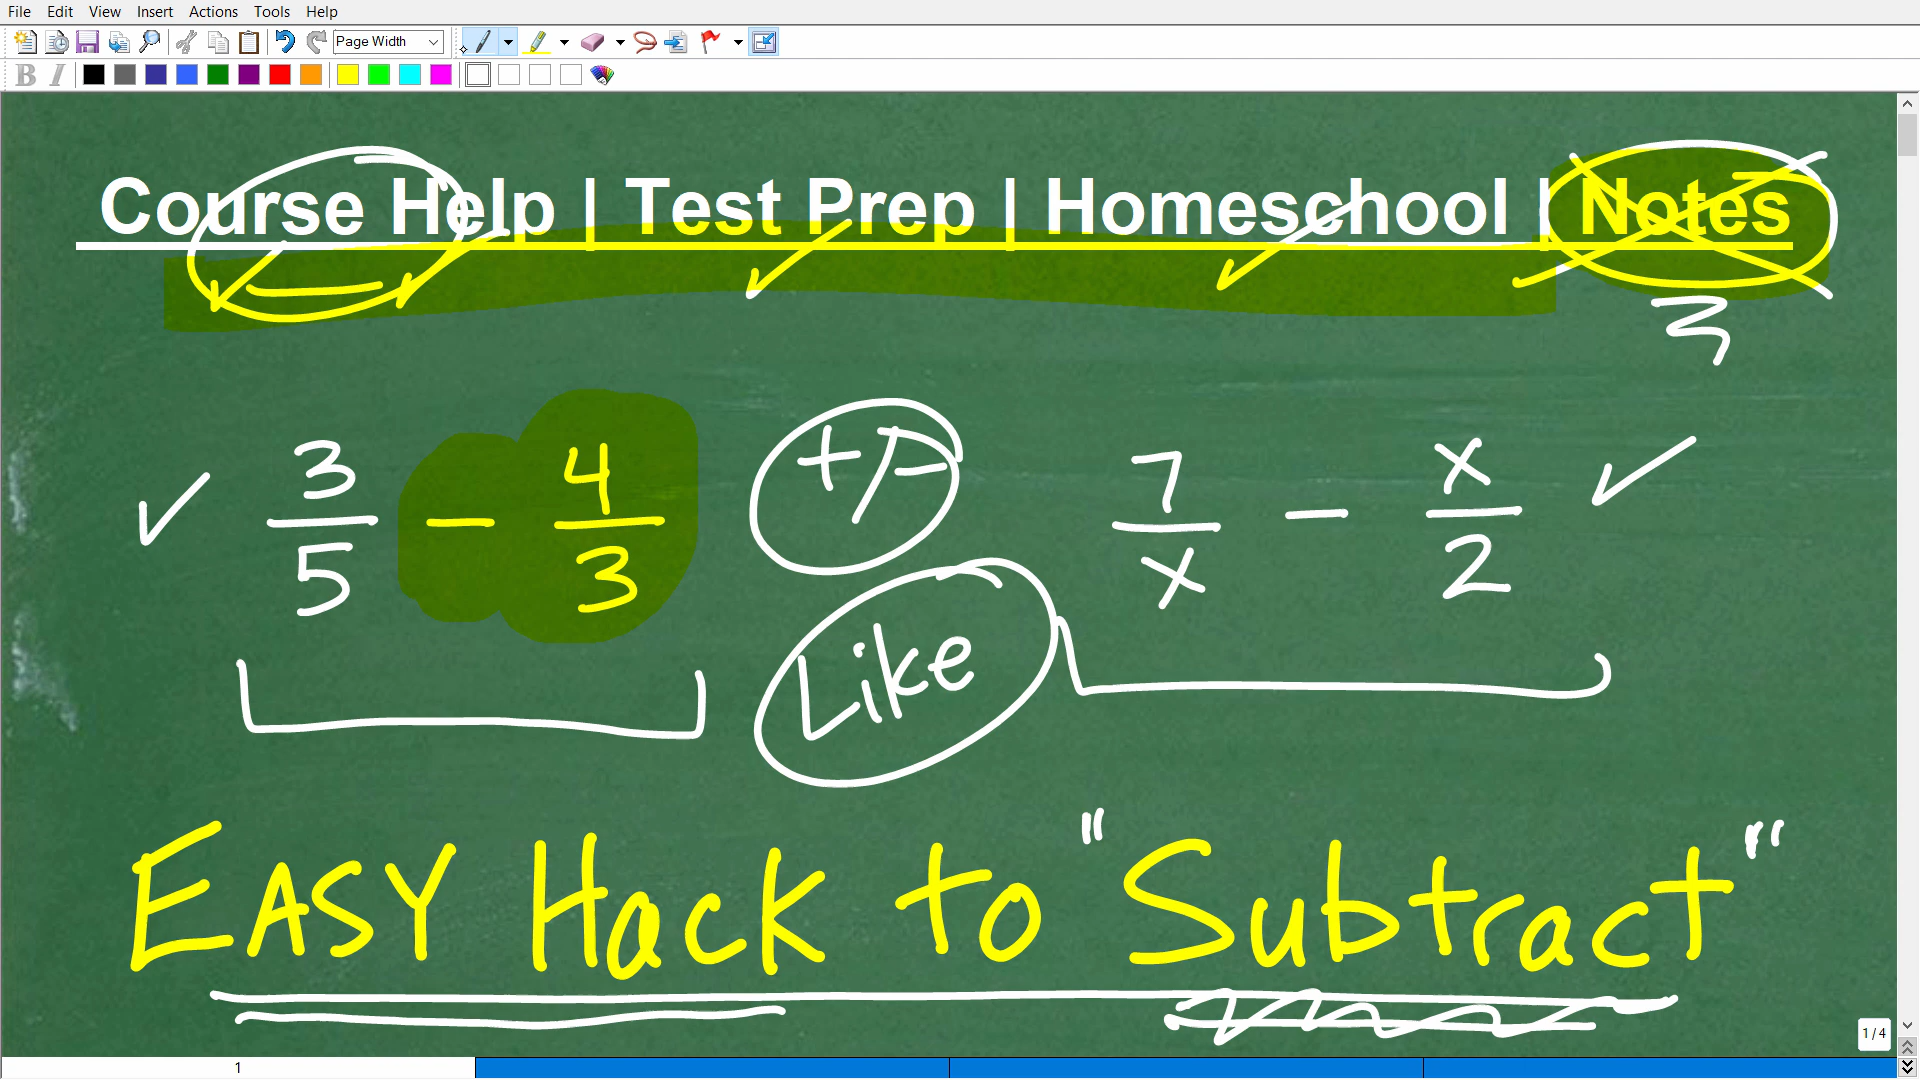 File Edit View Insert Actions Tools Help
Page Width
B I
Course Help | Test Prep | Homeschool | Notes
3/5 - 4/3 +/- 7/x - x/2
Like
EASY Hack to "Subtract"
1 / 4
1